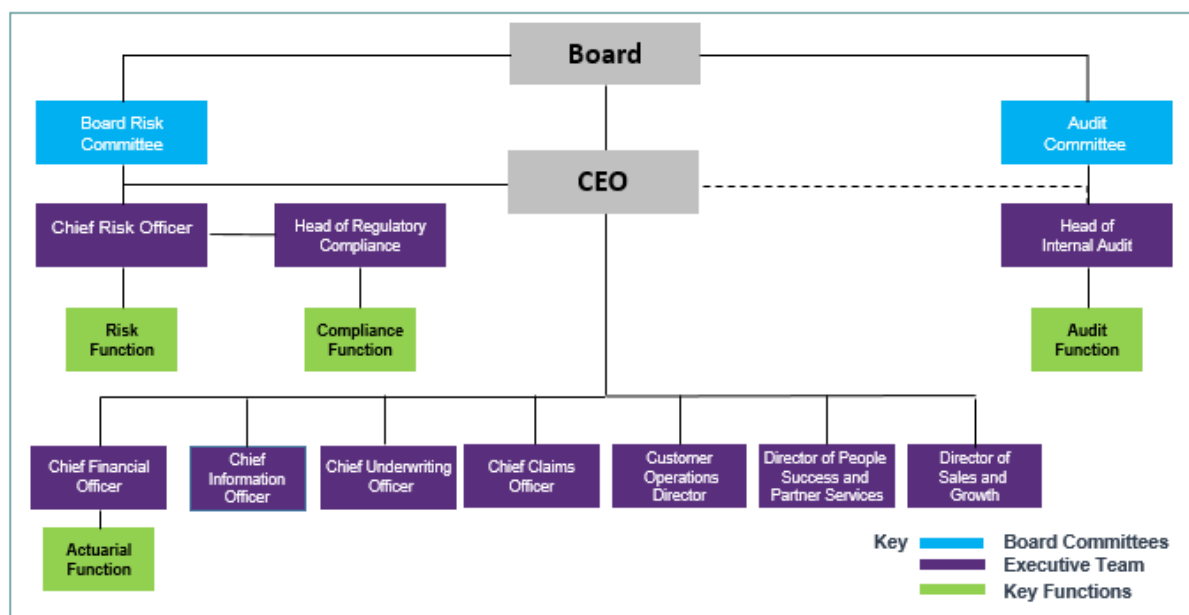 Board
Board Risk
Committee
Audit
Committee
CEO
Chief Risk Officer
Head of Regulatory
Compliance
Head of
Internal Audit
Risk
Function
Compliance
Function
Audit
Function
Chief Financial
Officer
Chief
Information
Officer
Chief Underwriting
Officer
Chief Claims
Officer
Customer
Operations
Director
Director of People
Success and
Partner Services
Director of
Sales and
Growth
Actuarial
Function
Key
Board Committees
Executive Team
Key Functions